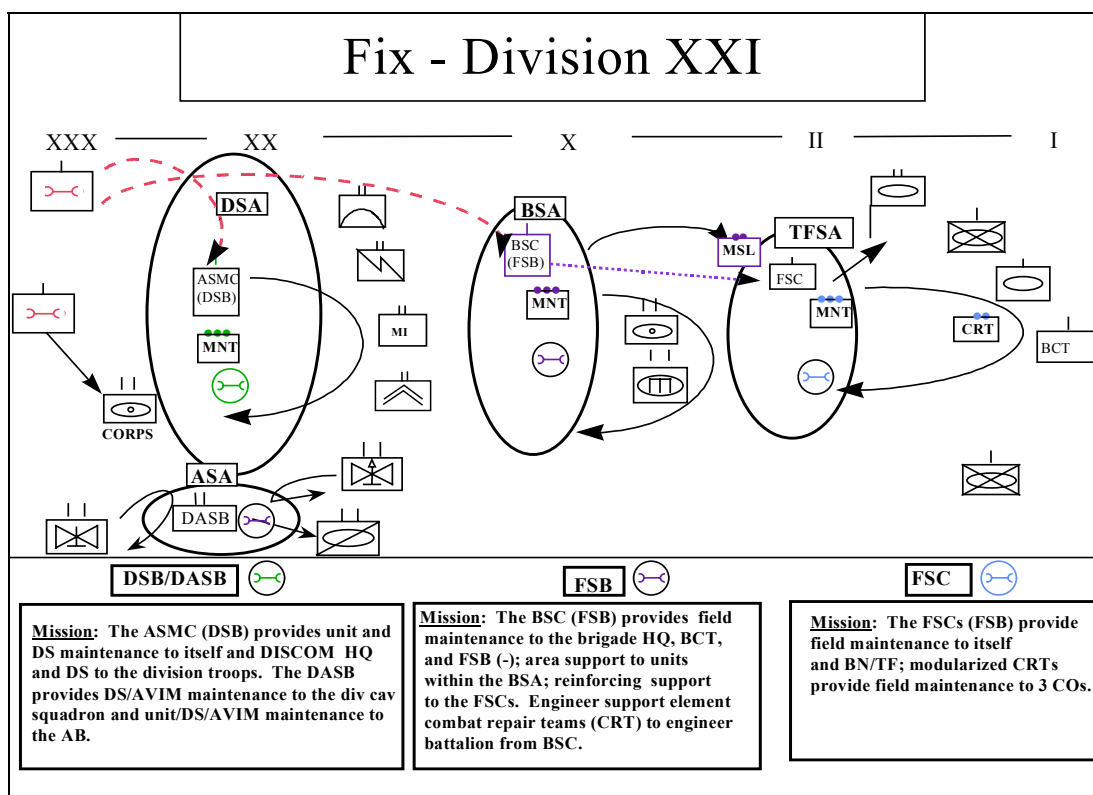 Fix - Division XXI
XXX
XX
X
II
I
DSA
BSA
TFSA
BSC
(FSB)
MSL
ASMC
(DSB)
FSC
MNT
MNT
MNT
CRT
MI
MNT
BCT
CORPS
ASA
DASB
DSB/DASB
FSB
FSC
Mission: The ASMC (DSB) provides unit and
DS maintenance to itself and DISCOM HQ
and DS to the division troops. The DASB
provides DS/AVIM maintenance to the div cav
squadron and unit/DS/AVIM maintenance to
the AB.
Mission: The BSC (FSB) provides field
maintenance to the brigade HQ, BCT,
and FSB (-); area support to units
within the BSA; reinforcing support
to the FSCs. Engineer support element
combat repair teams (CRT) to engineer
battalion from BSC.
Mission: The FSCs (FSB) provide
field maintenance to itself
and BN/TF; modularized CRTs
provide field maintenance to 3 COs.